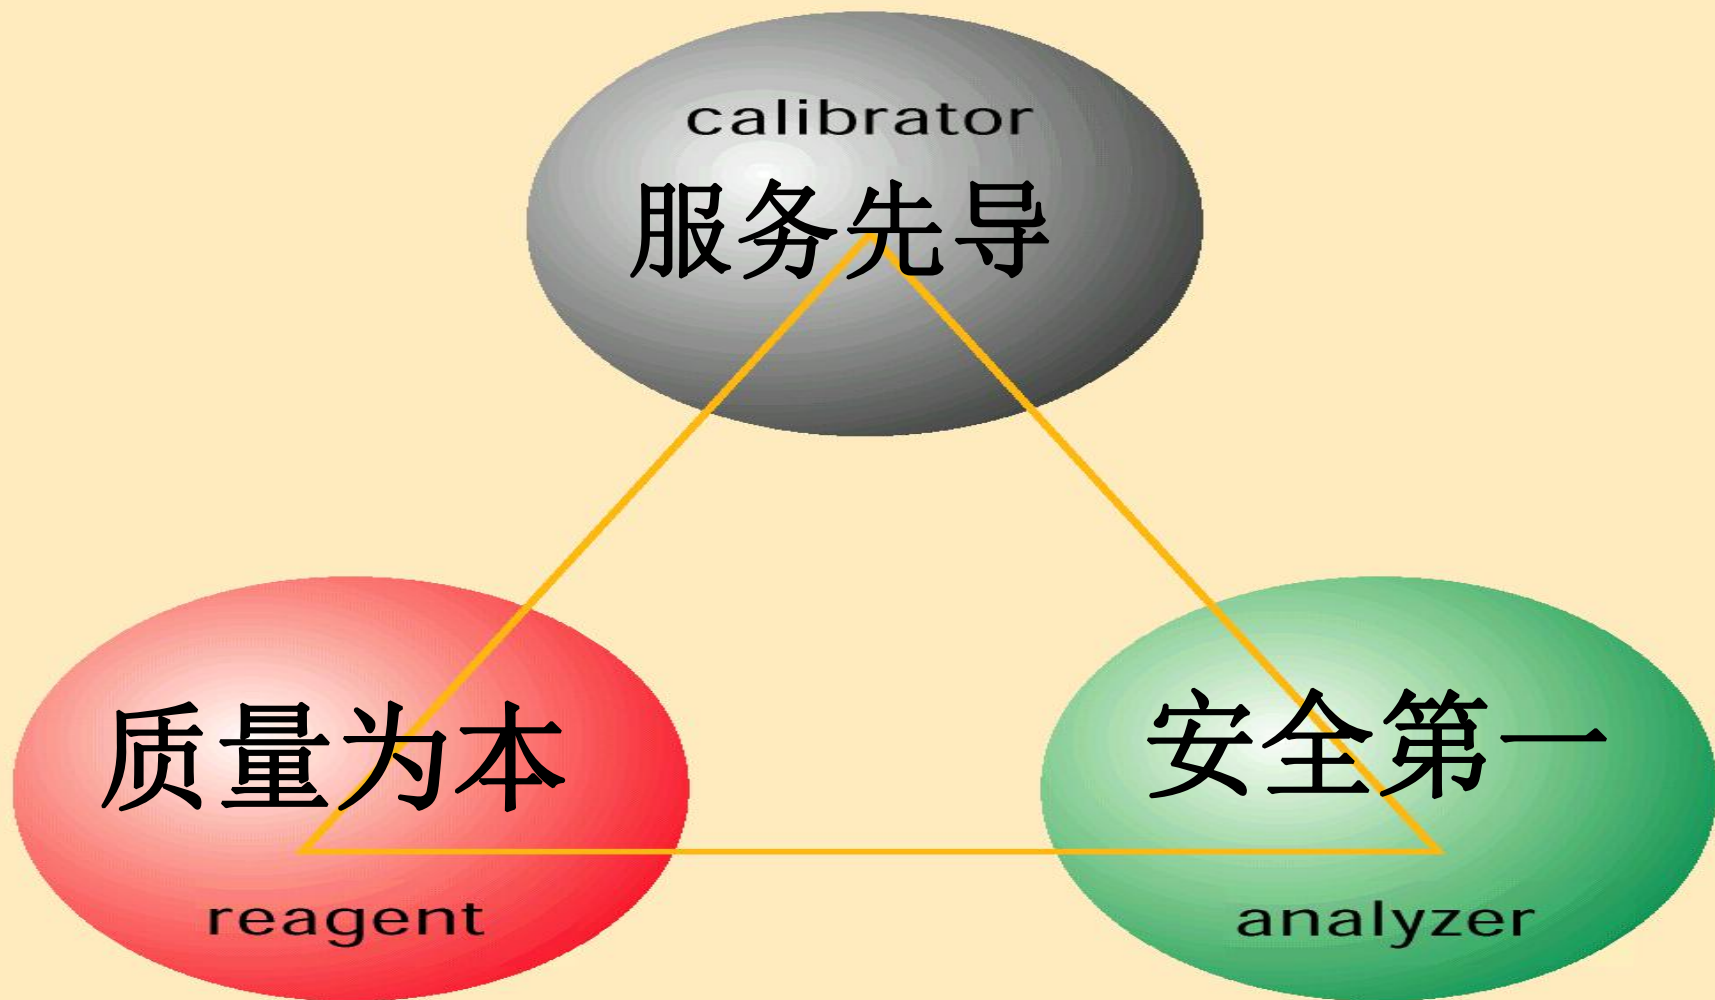 calibrator
服务先导
质量为本
安全第一
reagent
analyzer